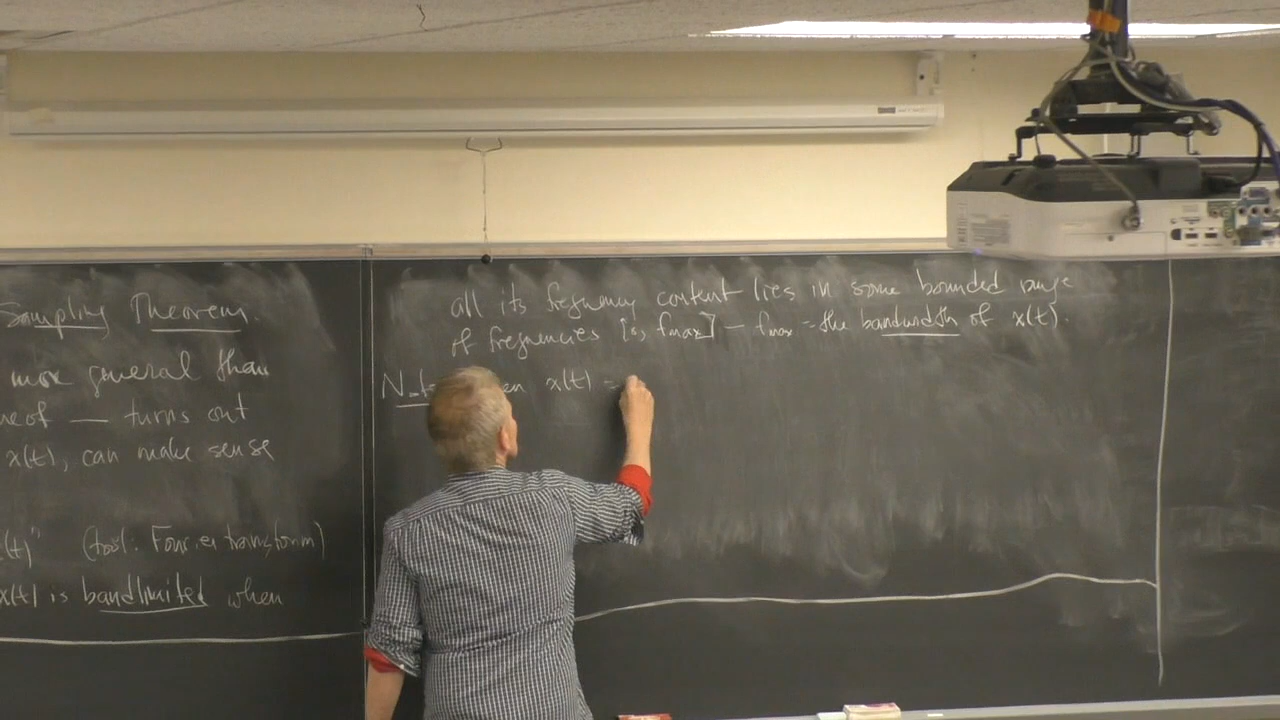 Sampling Theorem.
more general than
— turns out
x(t), can make sense
(t)" (tool: Fourier transform)
x(t) is bandlimited when
all its frequency content lies in some bounded range
of frequencies [0, fmax] — fmax = the bandwidth of x(t).
x(t) =